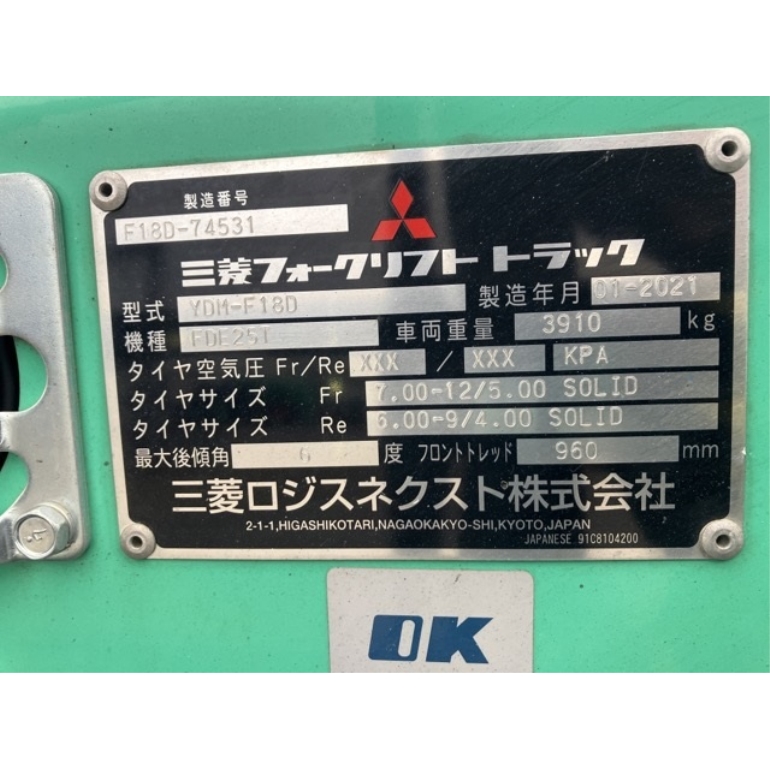 製造番号
F18D-74531
三菱フォークリフト トラック
型式 YDM-F18D 製造年月 01-2021
機種 FDE25T 車両重量 3910 kg
タイヤ空気圧 Fr/Re XXX / XXX KPA
タイヤサイズ Fr 7.00-12/5.00 SOLID
タイヤサイズ Re 6.00-9/4.00 SOLID
最大後傾角 度 フロントトレッド 960 mm
三菱ロジスネクスト株式会社
2-1-1,HIGASHIKOTARI,NAGAOKAKYO-SHI,KYOTO,JAPAN
JAPANESE 91C8104200
OK